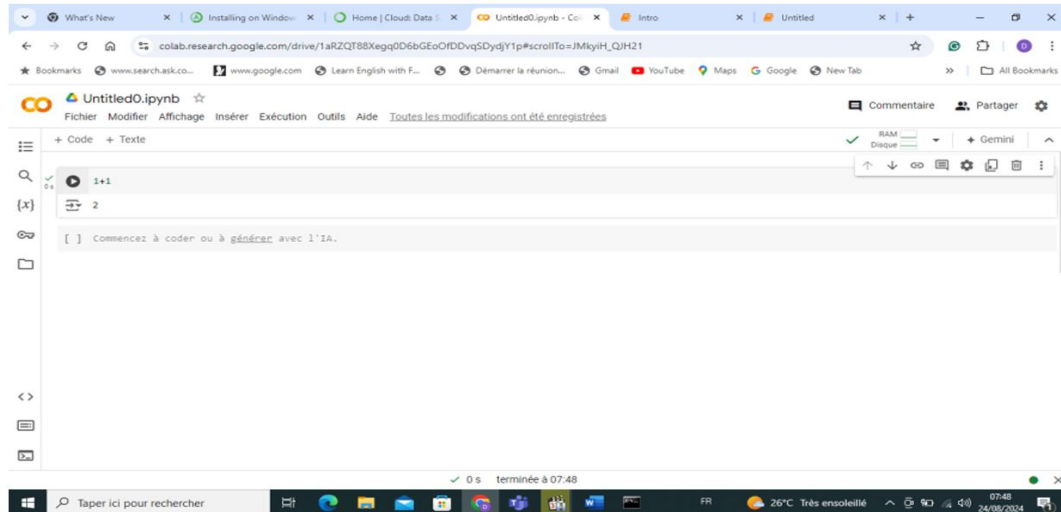 What's New
Installing on Window
Home | Cloud: Data S
Untitled0.ipynb - Col
Intro
Untitled
colab.research.google.com/drive/1aRZQT88Xegq0D6bGEoOfDDvqSDydjY1p#scrollTo=JMkyiH_QJH21
Bookmarks www.search.ask.co... www.google.com Learn English with F... Démarrer la réunion... Gmail YouTube Maps Google New Tab » All Bookmarks
Untitled0.ipynb
Fichier Modifier Affichage Insérer Exécution Outils Aide Toutes les modifications ont été enregistrées
Commentaire Partager
+ Code + Texte
RAM
Disque
Gemini
1+1
0 s
2
{x}
[ ] Commencez à coder ou à générer avec l'IA.
0 s terminée à 07:48
Taper ici pour rechercher
FR
26°C Très ensoleillé
07:48
24/08/2024